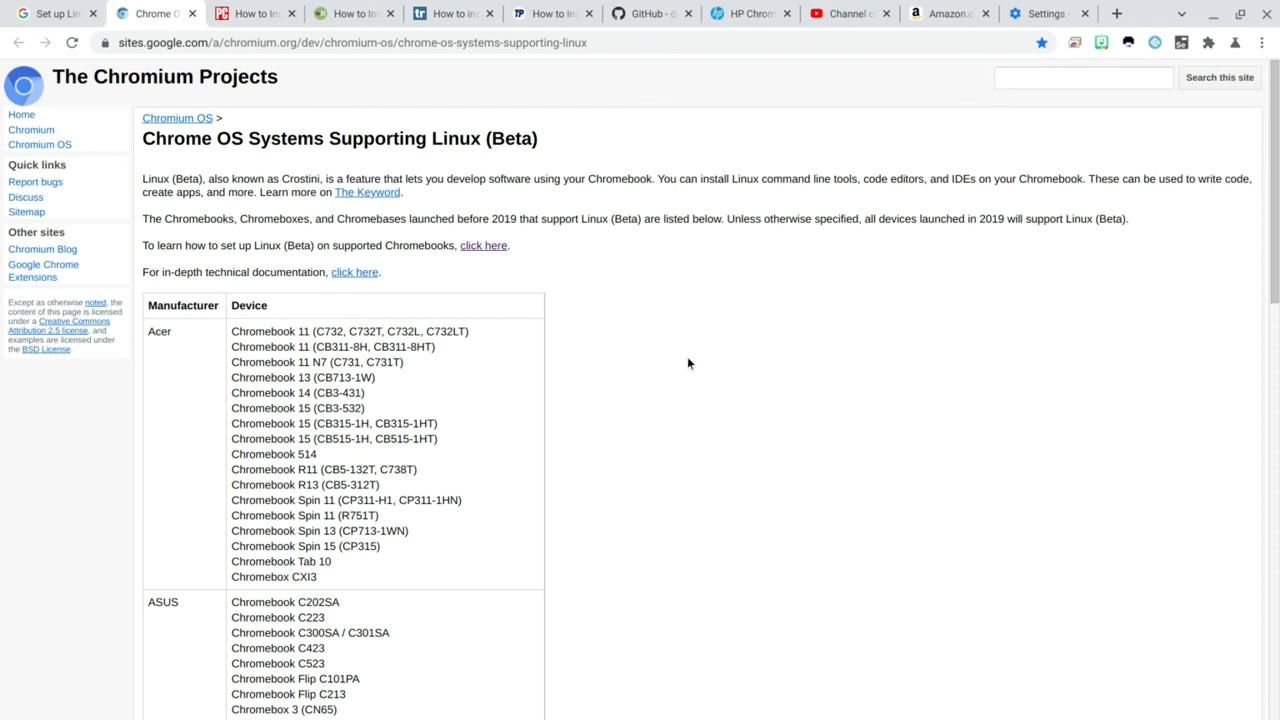 Set up Lin
Chrome O
How to Ins
How to In
How to ins
How to Ins
GitHub - d
HP Chrom
Channel c
Amazon.c
Settings -
sites.google.com/a/chromium.org/dev/chromium-os/chrome-os-systems-supporting-linux
The Chromium Projects
Search this site
Home
Chromium
Chromium OS
Quick links
Report bugs
Discuss
Sitemap
Other sites
Chromium Blog
Google Chrome
Extensions
Except as otherwise noted, the
content of this page is licensed
under a Creative Commons
Attribution 2.5 license, and
examples are licensed under
the BSD License.
Chromium OS >
Chrome OS Systems Supporting Linux (Beta)
Linux (Beta), also known as Crostini, is a feature that lets you develop software using your Chromebook. You can install Linux command line tools, code editors, and IDEs on your Chromebook. These can be used to write code,
create apps, and more. Learn more on The Keyword.
The Chromebooks, Chromeboxes, and Chromebases launched before 2019 that support Linux (Beta) are listed below. Unless otherwise specified, all devices launched in 2019 will support Linux (Beta).
To learn how to set up Linux (Beta) on supported Chromebooks, click here.
For in-depth technical documentation, click here.
Manufacturer Device
Acer Chromebook 11 (C732, C732T, C732L, C732LT)
Chromebook 11 (CB311-8H, CB311-8HT)
Chromebook 11 N7 (C731, C731T)
Chromebook 13 (CB713-1W)
Chromebook 14 (CB3-431)
Chromebook 15 (CB3-532)
Chromebook 15 (CB315-1H, CB315-1HT)
Chromebook 15 (CB515-1H, CB515-1HT)
Chromebook 514
Chromebook R11 (CB5-132T, C738T)
Chromebook R13 (CB5-312T)
Chromebook Spin 11 (CP311-H1, CP311-1HN)
Chromebook Spin 11 (R751T)
Chromebook Spin 13 (CP713-1WN)
Chromebook Spin 15 (CP315)
Chromebook Tab 10
Chromebox CXI3
ASUS Chromebook C202SA
Chromebook C223
Chromebook C300SA / C301SA
Chromebook C423
Chromebook C523
Chromebook Flip C101PA
Chromebook Flip C213
Chromebox 3 (CN65)